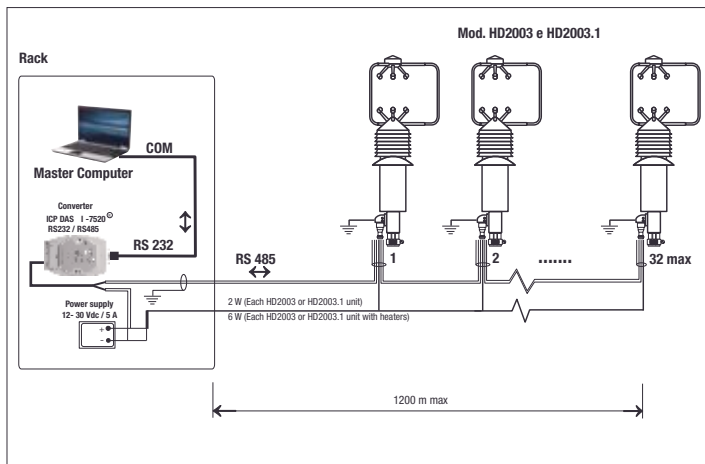 Mod. HD2003 e HD2003.1
Rack
COM
Master Computer
Converter
ICP DAS I -7520
RS232 / RS485
RS 232
RS 485
1
2
.......
32 max
Power supply
12- 30 Vdc / 5 A
+
-
2 W (Each HD2003 or HD2003.1 unit)
6 W (Each HD2003 or HD2003.1 unit with heaters)
1200 m max